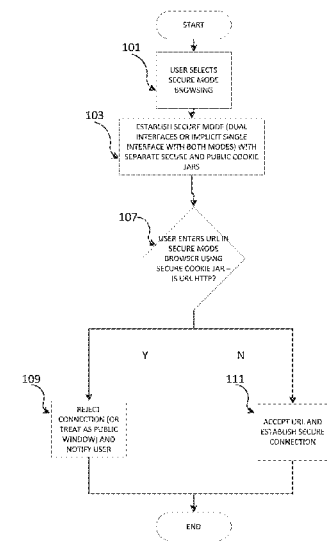 START
101
USER SELECTS
SECURE MODE
BROWSING
103
ESTABLISH SECURE MODE (DUAL
INTERFACES OR IMPLICIT SINGLE
INTERFACE WITH BOTH MODES) WITH
SEPARATE SECURE AND PUBLIC COOKIE
JARS
107
USER ENTERS URL IN
SECURE MODE
BROWSER USING
SECURE COOKIE JAR –
IS URL HTTP?
Y
N
109
REJECT
CONNECTION (OR
TREAT AS PUBLIC
WINDOW) AND
NOTIFY USER
111
ACCEPT URL AND
ESTABLISH SECURE
CONNECTION
END